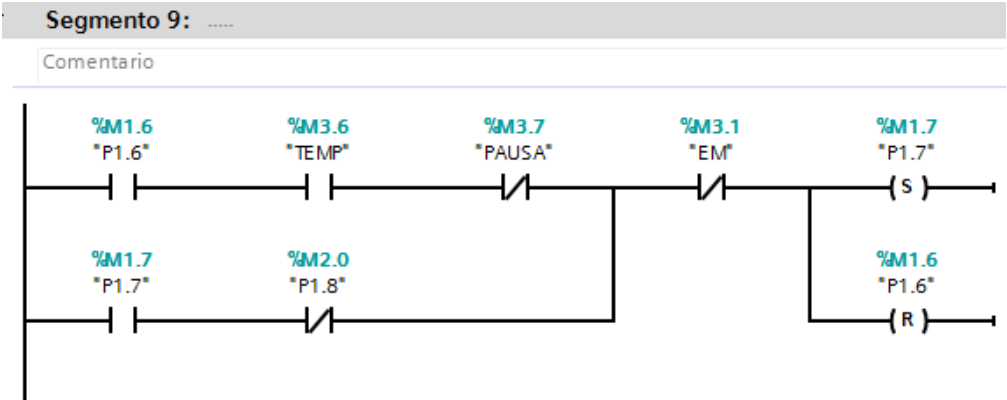 Segmento 9: .....
Comentario
%M1.6 %M3.6 %M3.7 %M3.1 %M1.7
"P1.6" "TEMP" "PAUSA" "EM" "P1.7"
( S )
%M1.7 %M2.0 %M1.6
"P1.7" "P1.8" "P1.6"
( R )